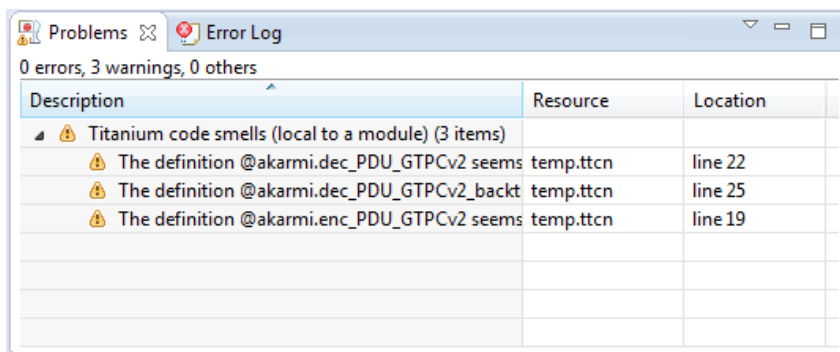 Problems Error Log
0 errors, 3 warnings, 0 others
Description Resource Location
Titanium code smells (local to a module) (3 items)
The definition @akarmi.dec_PDU_GTPCv2 seems temp.ttcn line 22
The definition @akarmi.dec_PDU_GTPCv2_backt temp.ttcn line 25
The definition @akarmi.enc_PDU_GTPCv2 seems temp.ttcn line 19